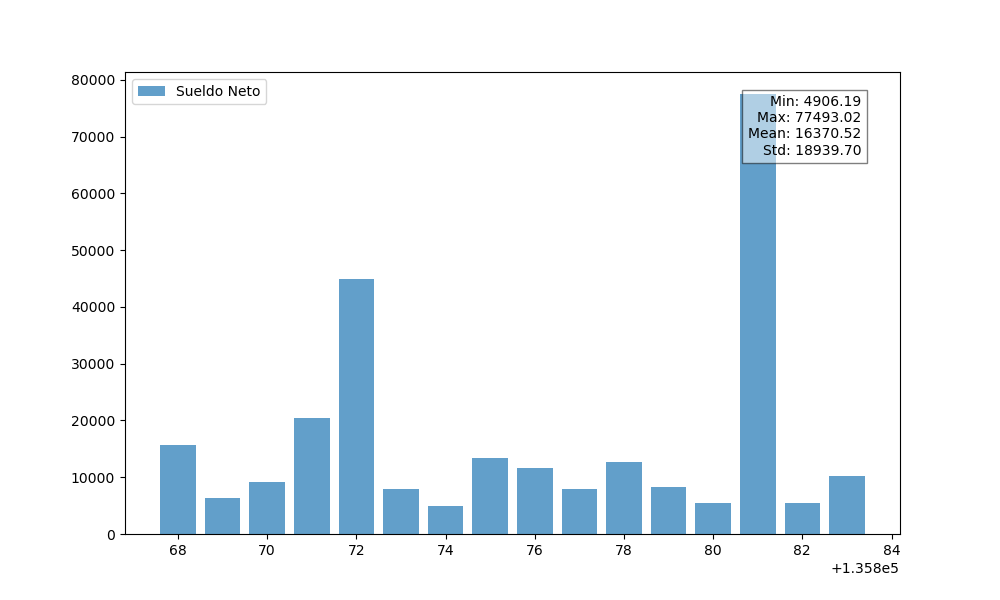 Sueldo Neto
Min: 4906.19
Max: 77493.02
Mean: 16370.52
Std: 18939.70
80000
70000
60000
50000
40000
30000
20000
10000
0
68 70 72 74 76 78 80 82 84
+1.358e5